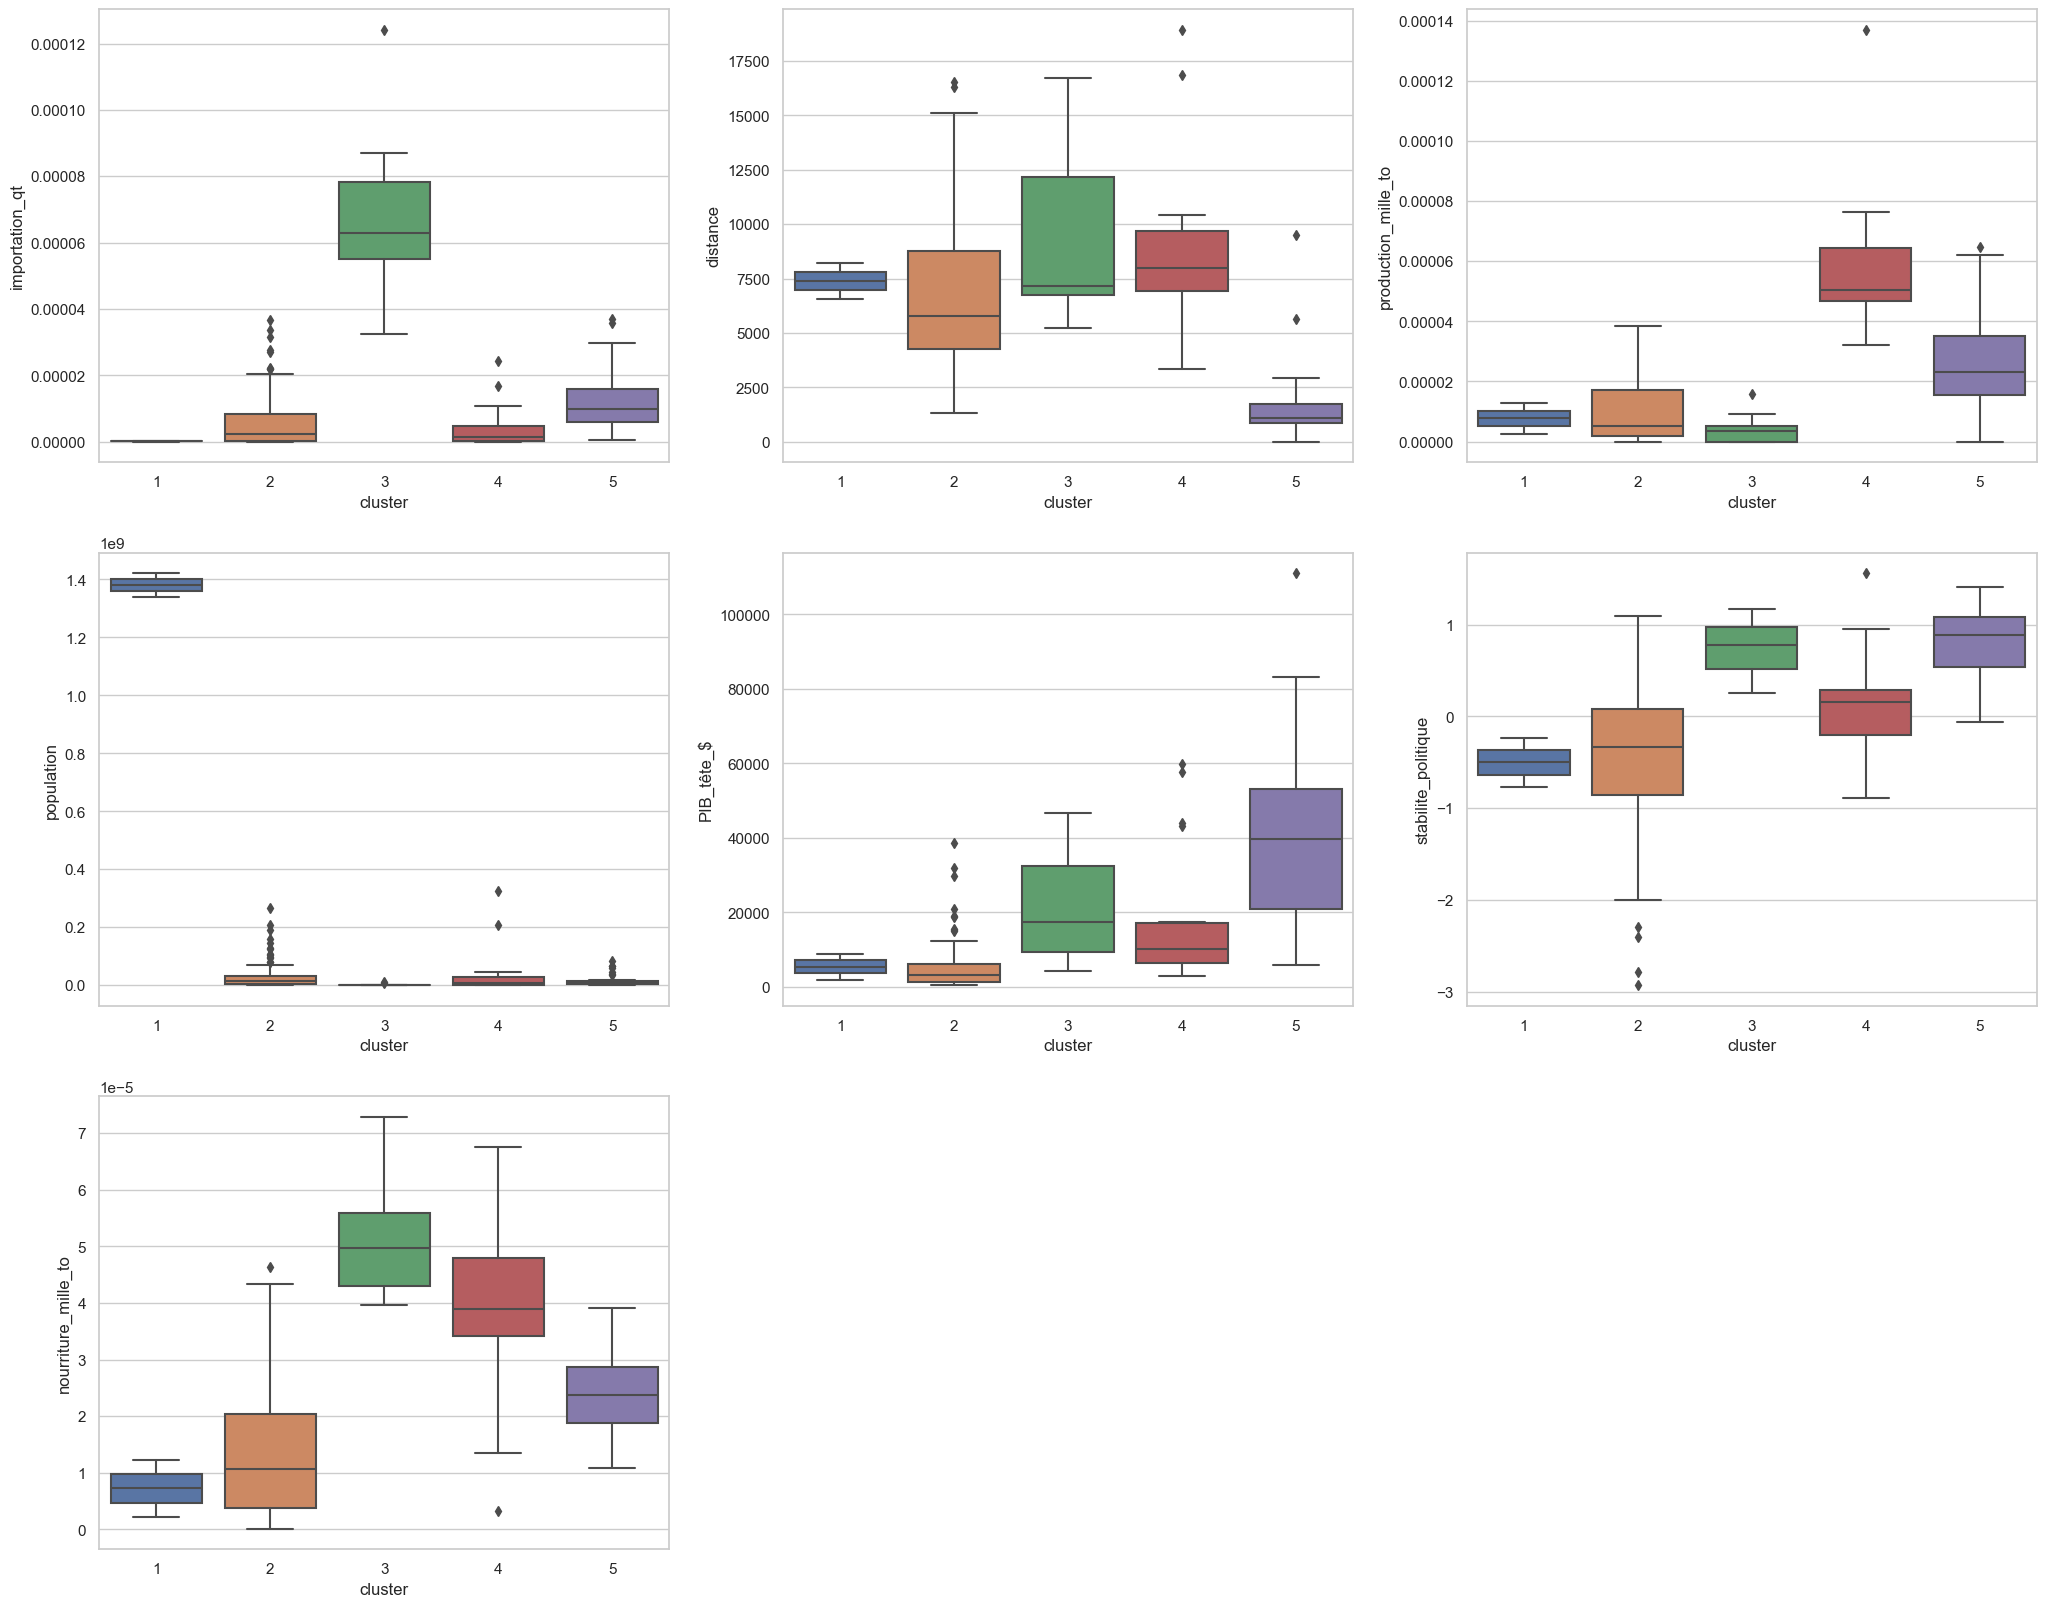 importation_qt
0.00012
0.00010
0.00008
0.00006
0.00004
0.00002
0.00000
1 2 3 4 5
cluster
distance
17500
15000
12500
10000
7500
5000
2500
0
1 2 3 4 5
cluster
production_mille_to
0.00014
0.00012
0.00010
0.00008
0.00006
0.00004
0.00002
0.00000
1 2 3 4 5
cluster
1e9
population
1.4
1.2
1.0
0.8
0.6
0.4
0.2
0.0
1 2 3 4 5
cluster
PIB_tête_$
100000
80000
60000
40000
20000
0
1 2 3 4 5
cluster
stabilite_politique
1
0
−1
−2
−3
1 2 3 4 5
cluster
1e−5
nourriture_mille_to
7
6
5
4
3
2
1
0
1 2 3 4 5
cluster